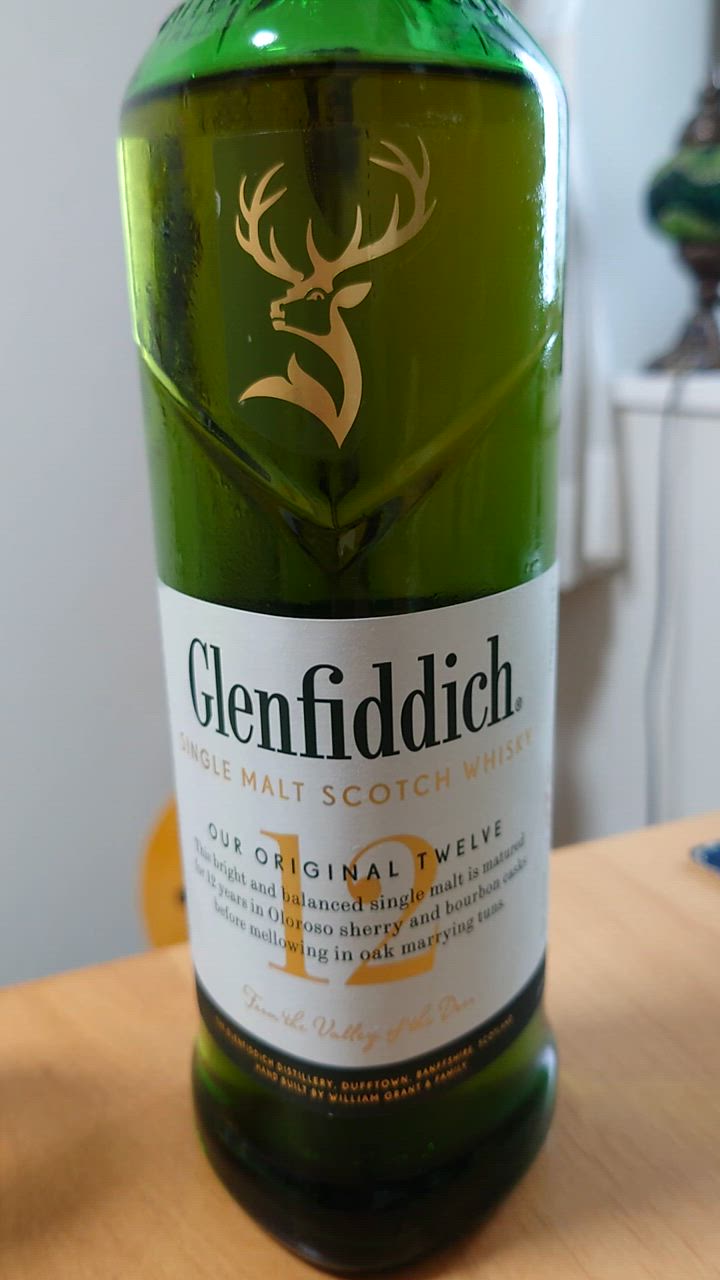 Glenfiddich®
SINGLE MALT SCOTCH WHISKY
OUR ORIGINAL TWELVE
12
This bright and balanced single malt is matured
for 12 years in Oloroso sherry and bourbon casks
before mellowing in oak marrying tuns.
From the Valley of the Deer
THE GLENFIDDICH DISTILLERY, DUFFTOWN, BANFFSHIRE, SCOTLAND
HAND BUILT BY WILLIAM GRANT & FAMILY